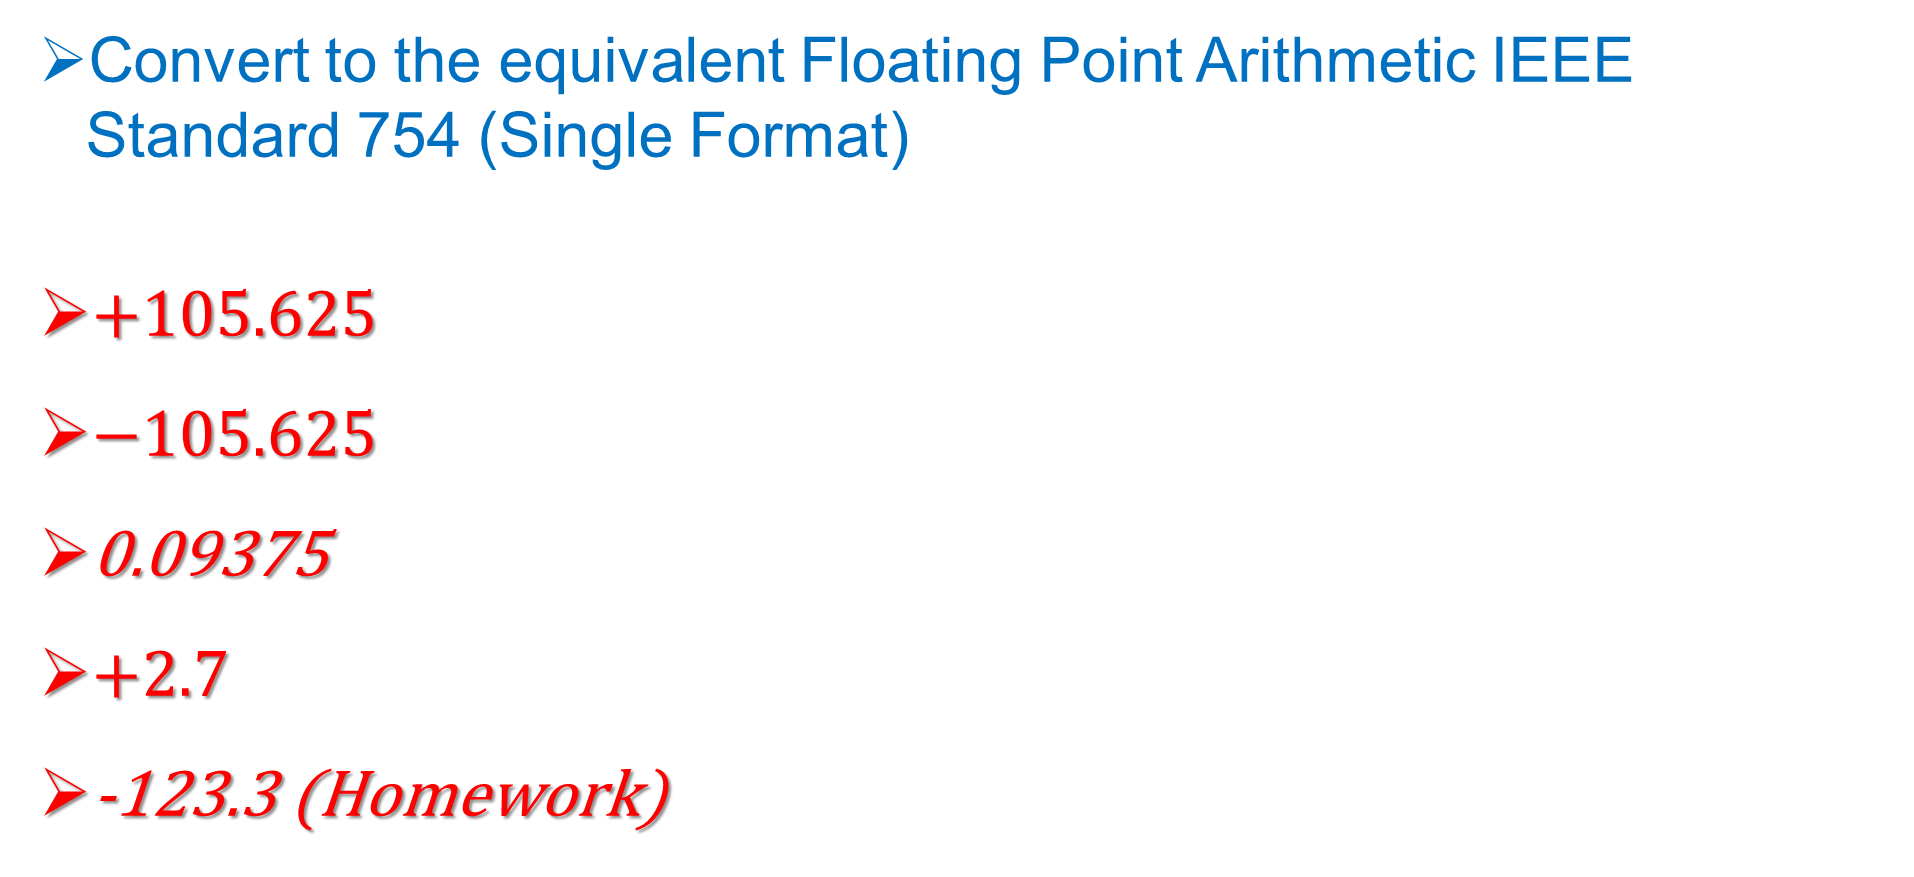 ➢Convert to the equivalent Floating Point Arithmetic IEEE
Standard 754 (Single Format)
➢+105.625
➢−105.625
➢0.09375
➢+2.7
➢-123.3 (Homework)